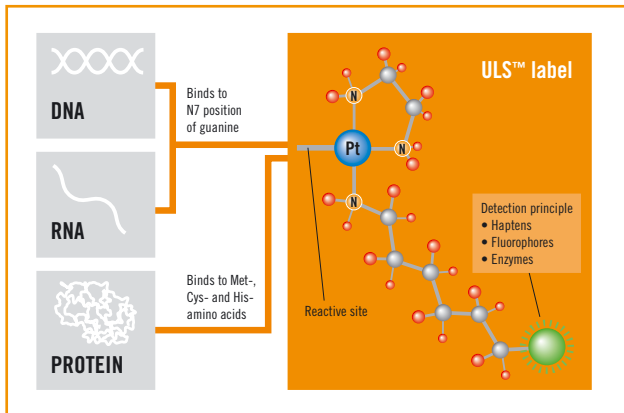 ULS™ label
DNA
Binds to
N7 position
of guanine
N
Pt
N
N
RNA
Detection principle
• Haptens
• Fluorophores
• Enzymes
Binds to Met-,
Cys- and His-
amino acids
Reactive site
PROTEIN